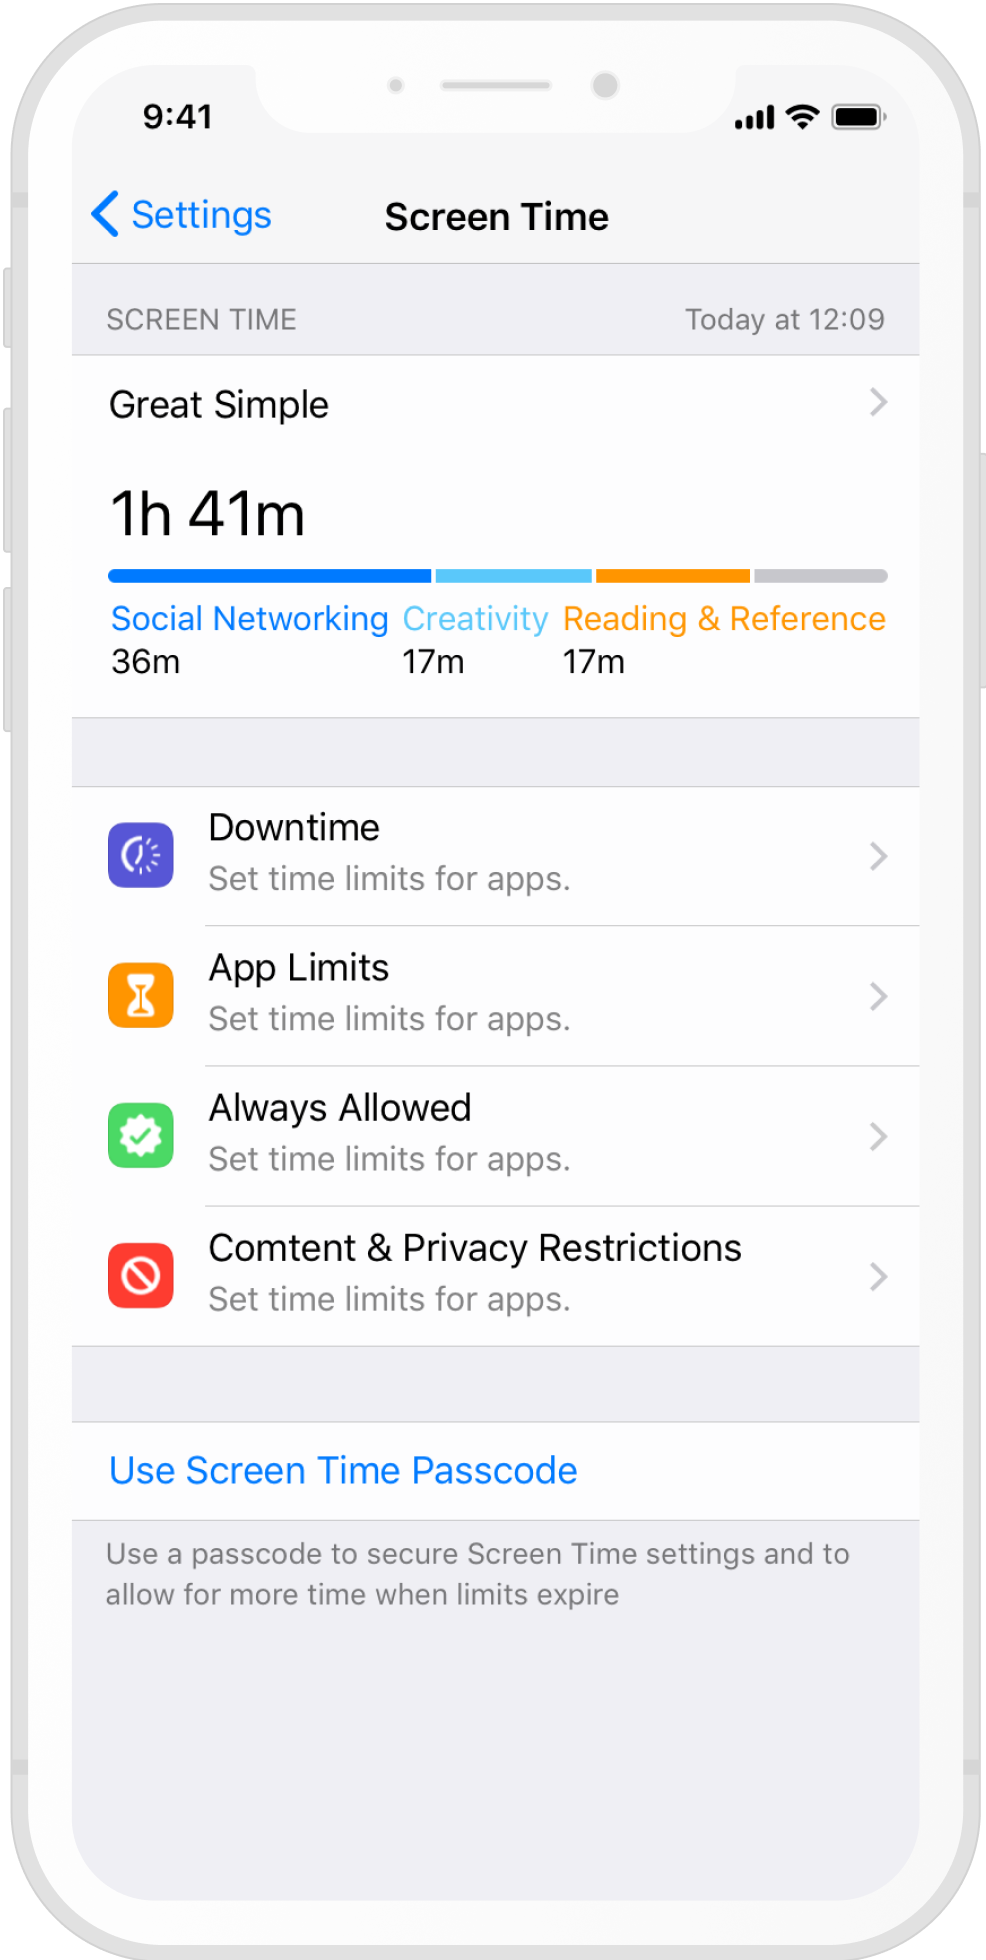 9:41
Settings Screen Time
SCREEN TIME Today at 12:09
Great Simple
1h 41m
Social Networking Creativity Reading & Reference
36m 17m 17m
Downtime
Set time limits for apps.
App Limits
Set time limits for apps.
Always Allowed
Set time limits for apps.
Comtent & Privacy Restrictions
Set time limits for apps.
Use Screen Time Passcode
Use a passcode to secure Screen Time settings and to
allow for more time when limits expire